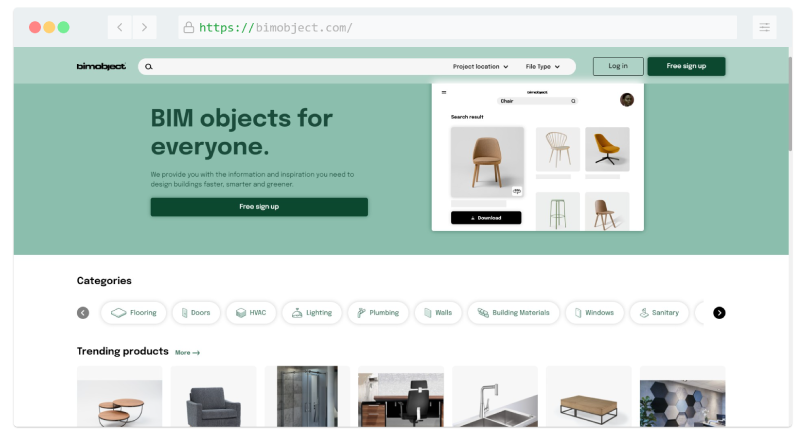 https://bimobject.com/
bimobject
Project location
File Type
Log in
Free sign up
BIM objects for
everyone.
We provide you with the information and inspiration you need to
design buildings faster, smarter and greener.
Free sign up
bimobject
Chair
Search result
Download
Categories
Flooring
Doors
HVAC
Lighting
Plumbing
Walls
Building Materials
Windows
Sanitary
Trending products
More →